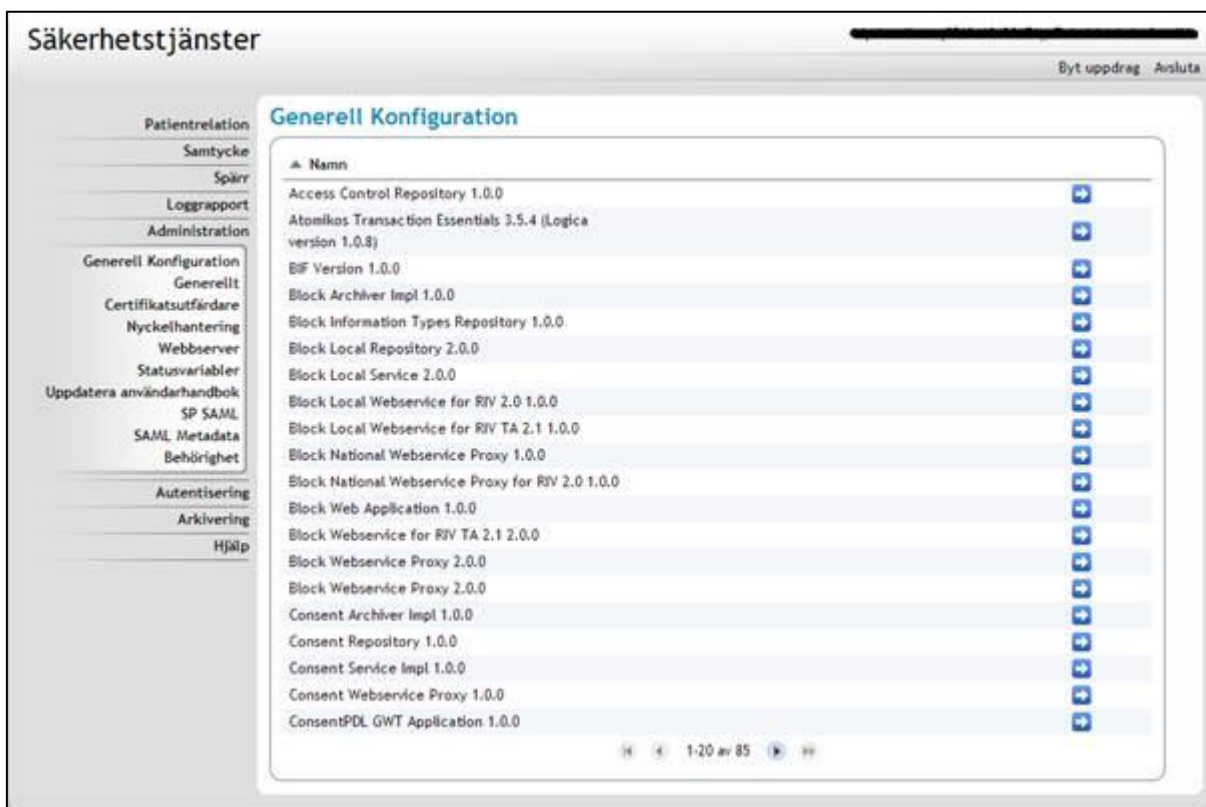 Säkerhetstjänster
Byt uppdrag Avsluta
Patientrelation
Samtycke
Spärr
Loggrapport
Administration
Generell Konfiguration
Generellt
Certifikatsutfärdare
Nyckelhantering
Webbserver
Statusvariabler
Uppdatera användarhandbok
SP SAML
SAML Metadata
Behörighet
Autentisering
Arkivering
Hjälp
Generell Konfiguration
Namn
Access Control Repository 1.0.0
Atomikos Transaction Essentials 3.5.4 (Logica
version 1.0.8)
BIF Version 1.0.0
Block Archiver Impl 1.0.0
Block Information Types Repository 1.0.0
Block Local Repository 2.0.0
Block Local Service 2.0.0
Block Local Webservice for RIV 2.0 1.0.0
Block Local Webservice for RIV TA 2.1 1.0.0
Block National Webservice Proxy 1.0.0
Block National Webservice Proxy for RIV 2.0 1.0.0
Block Web Application 1.0.0
Block Webservice for RIV TA 2.1 2.0.0
Block Webservice Proxy 2.0.0
Block Webservice Proxy 2.0.0
Consent Archiver Impl 1.0.0
Consent Repository 1.0.0
Consent Service Impl 1.0.0
Consent Webservice Proxy 1.0.0
ConsentPDL GWT Application 1.0.0
1-20 av 85